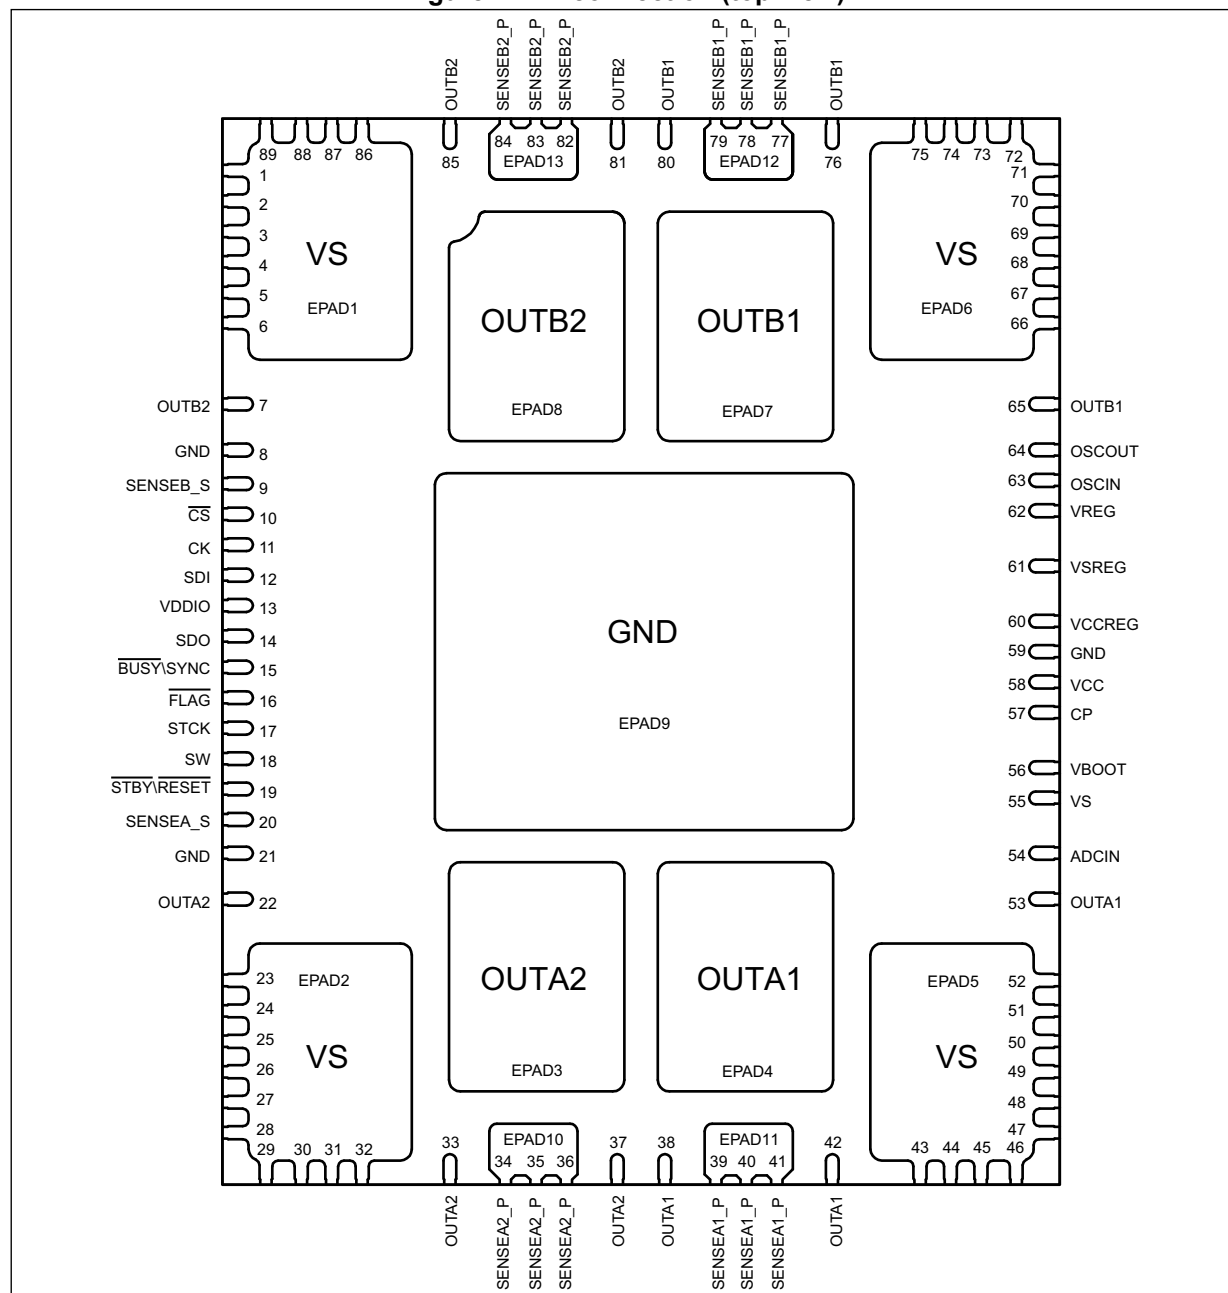 OUTB2
SENSEB2_P
SENSEB2_P
SENSEB2_P
OUTB2
OUTB1
SENSEB1_P
SENSEB1_P
SENSEB1_P
OUTB1
89 88 87 86
85
84 83 82
EPAD13
81
80
79 78 77
EPAD12
76
75 74 73 72
1
2
3
4
5
6
VS
EPAD1
OUTB2
EPAD8
OUTB1
EPAD7
VS
EPAD6
71
70
69
68
67
66
OUTB2 7
GND 8
SENSEB_S 9
CS 10
CK 11
SDI 12
VDDIO 13
SDO 14
BUSY\SYNC 15
FLAG 16
STCK 17
SW 18
STBY\RESET 19
SENSEA_S 20
GND 21
OUTA2 22
GND
EPAD9
65 OUTB1
64 OSCOUT
63 OSCIN
62 VREG
61 VSREG
60 VCCREG
59 GND
58 VCC
57 CP
56 VBOOT
55 VS
54 ADCIN
53 OUTA1
23
24
25
26
27
28
EPAD2
VS
OUTA2
EPAD3
OUTA1
EPAD4
EPAD5
VS
52
51
50
49
48
47
29 30 31 32
33
EPAD10
34 35 36
37
38
EPAD11
39 40 41
42
43 44 45 46
OUTA2
SENSEA2_P
SENSEA2_P
SENSEA2_P
OUTA2
OUTA1
SENSEA1_P
SENSEA1_P
SENSEA1_P
OUTA1